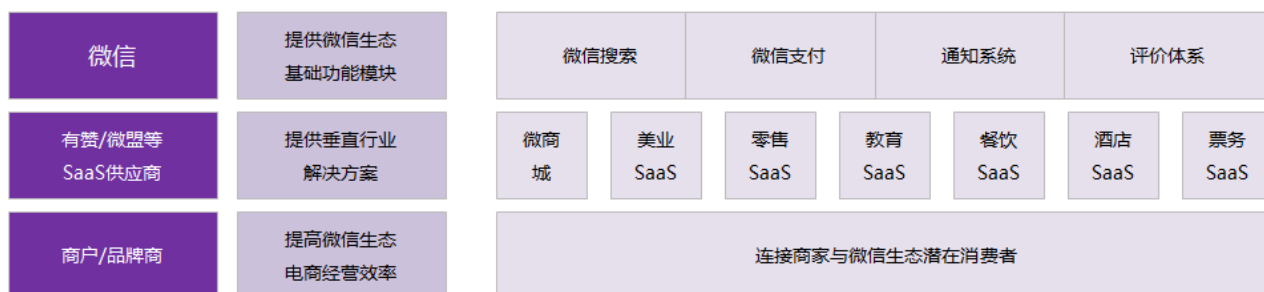 微信
提供微信生态
基础功能模块
微信搜索
微信支付
通知系统
评价体系
有赞/微盟等
SaaS供应商
提供垂直行业
解决方案
微商
城
美业
SaaS
零售
SaaS
教育
SaaS
餐饮
SaaS
酒店
SaaS
票务
SaaS
商户/品牌商
提高微信生态
电商经营效率
连接商家与微信生态潜在消费者